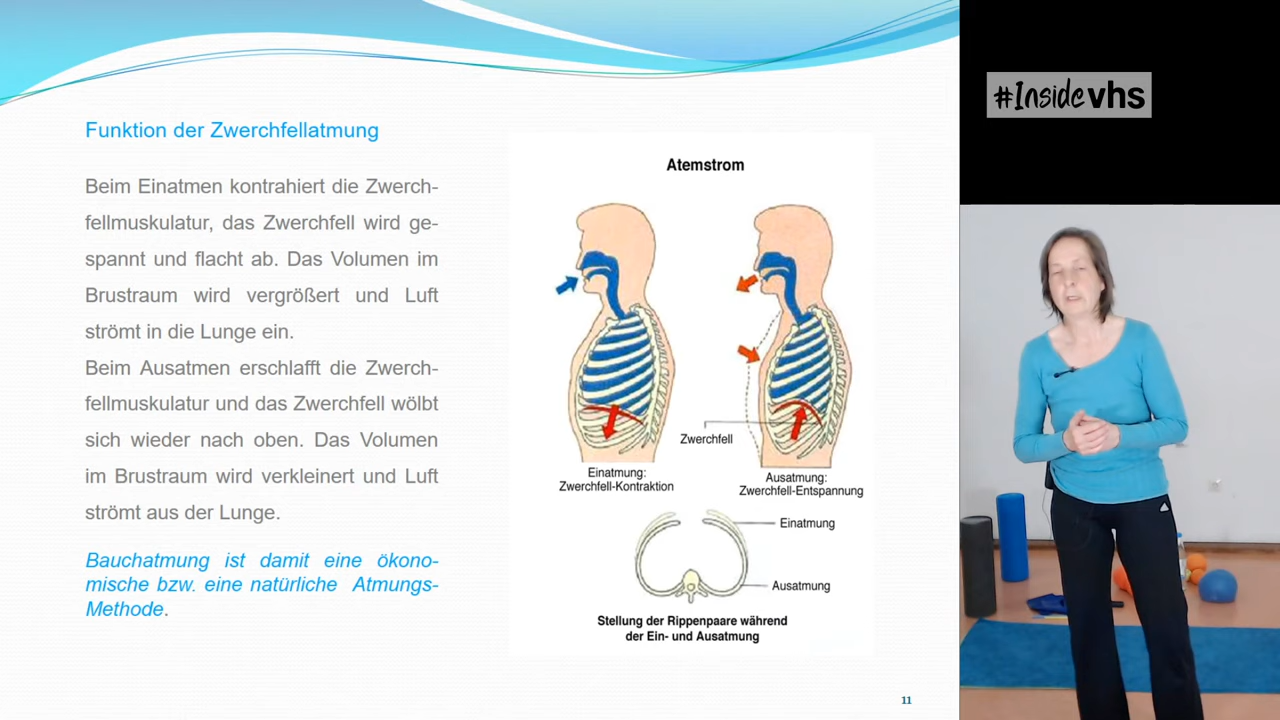 Funktion der Zwerchfellatmung
Beim Einatmen kontrahiert die Zwerch-
fellmuskulatur, das Zwerchfell wird ge-
spannt und flacht ab. Das Volumen im
Brustraum wird vergrößert und Luft
strömt in die Lunge ein.
Beim Ausatmen erschlafft die Zwerch-
fellmuskulatur und das Zwerchfell wölbt
sich wieder nach oben. Das Volumen
im Brustraum wird verkleinert und Luft
strömt aus der Lunge.
Bauchatmung ist damit eine ökono-
mische bzw. eine natürliche Atmungs-
Methode.
Atemstrom
Zwerchfell
Einatmung:
Zwerchfell-Kontraktion
Ausatmung:
Zwerchfell-Entspannung
Einatmung
Ausatmung
Stellung der Rippenpaare während
der Ein- und Ausatmung
11
#Insidevhs